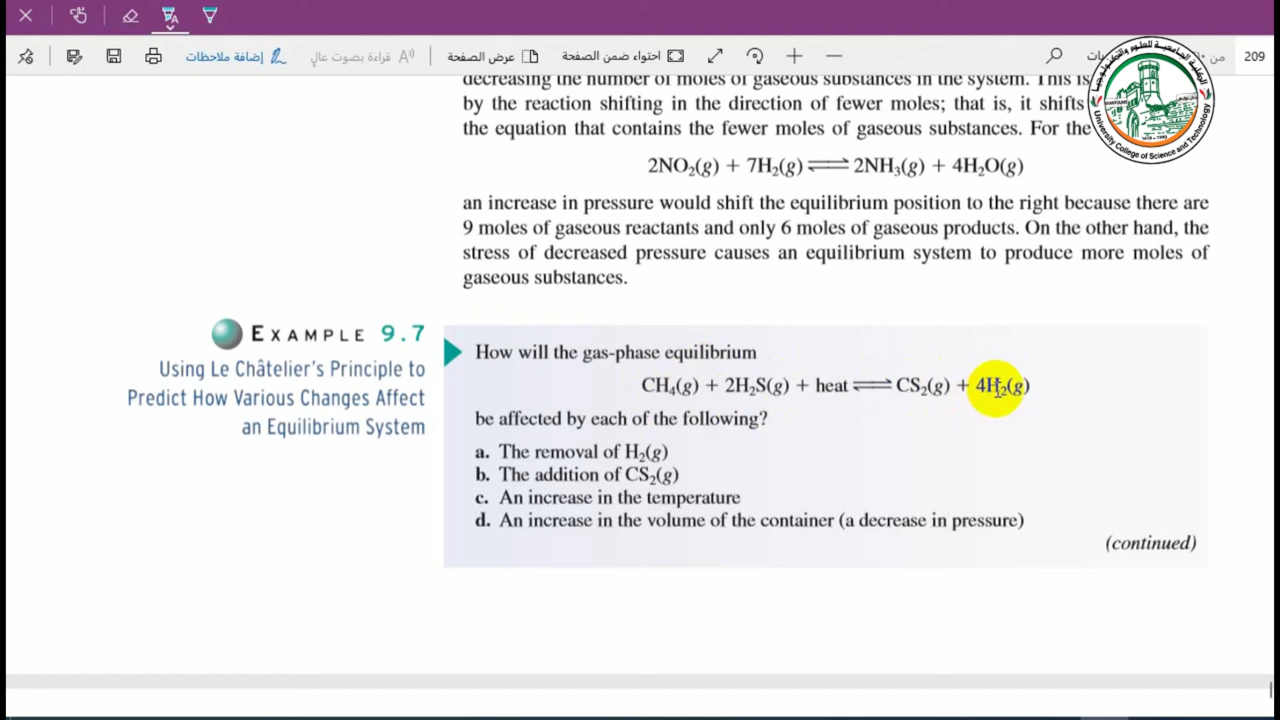 إضافة ملاحظات
قراءة بصوت عالٍ
عرض الصفحة
احتواء ضمن الصفحة
من
209
decreasing the number of moles of gaseous substances in the system. This is
by the reaction shifting in the direction of fewer moles; that is, it shifts
the equation that contains the fewer moles of gaseous substances. For the
University College of Science and Technology
2NO₂(g) + 7H₂(g) ⇌ 2NH₃(g) + 4H₂O(g)
an increase in pressure would shift the equilibrium position to the right because there are
9 moles of gaseous reactants and only 6 moles of gaseous products. On the other hand, the
stress of decreased pressure causes an equilibrium system to produce more moles of
gaseous substances.
EXAMPLE 9.7
Using Le Châtelier's Principle to
Predict How Various Changes Affect
an Equilibrium System
How will the gas-phase equilibrium
CH₄(g) + 2H₂S(g) + heat ⇌ CS₂(g) + 4H₂(g)
be affected by each of the following?
a. The removal of H₂(g)
b. The addition of CS₂(g)
c. An increase in the temperature
d. An increase in the volume of the container (a decrease in pressure)
(continued)